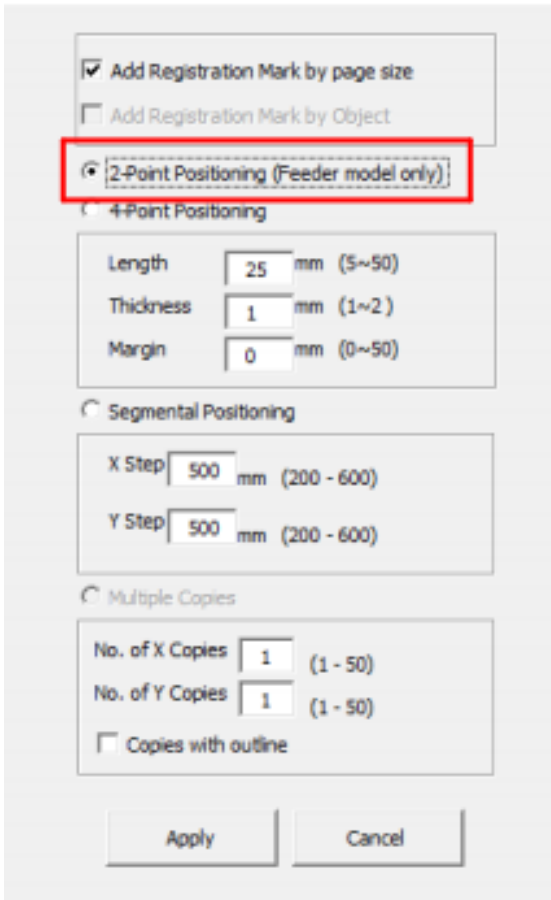 Add Registration Mark by page size
Add Registration Mark by Object
2-Point Positioning (Feeder model only)
4-Point Positioning
Length 25 mm (5~50)
Thickness 1 mm (1~2 )
Margin 0 mm (0~50)
Segmental Positioning
X Step 500 mm (200 - 600)
Y Step 500 mm (200 - 600)
Multiple Copies
No. of X Copies 1 (1 - 50)
No. of Y Copies 1 (1 - 50)
Copies with outline
Apply Cancel